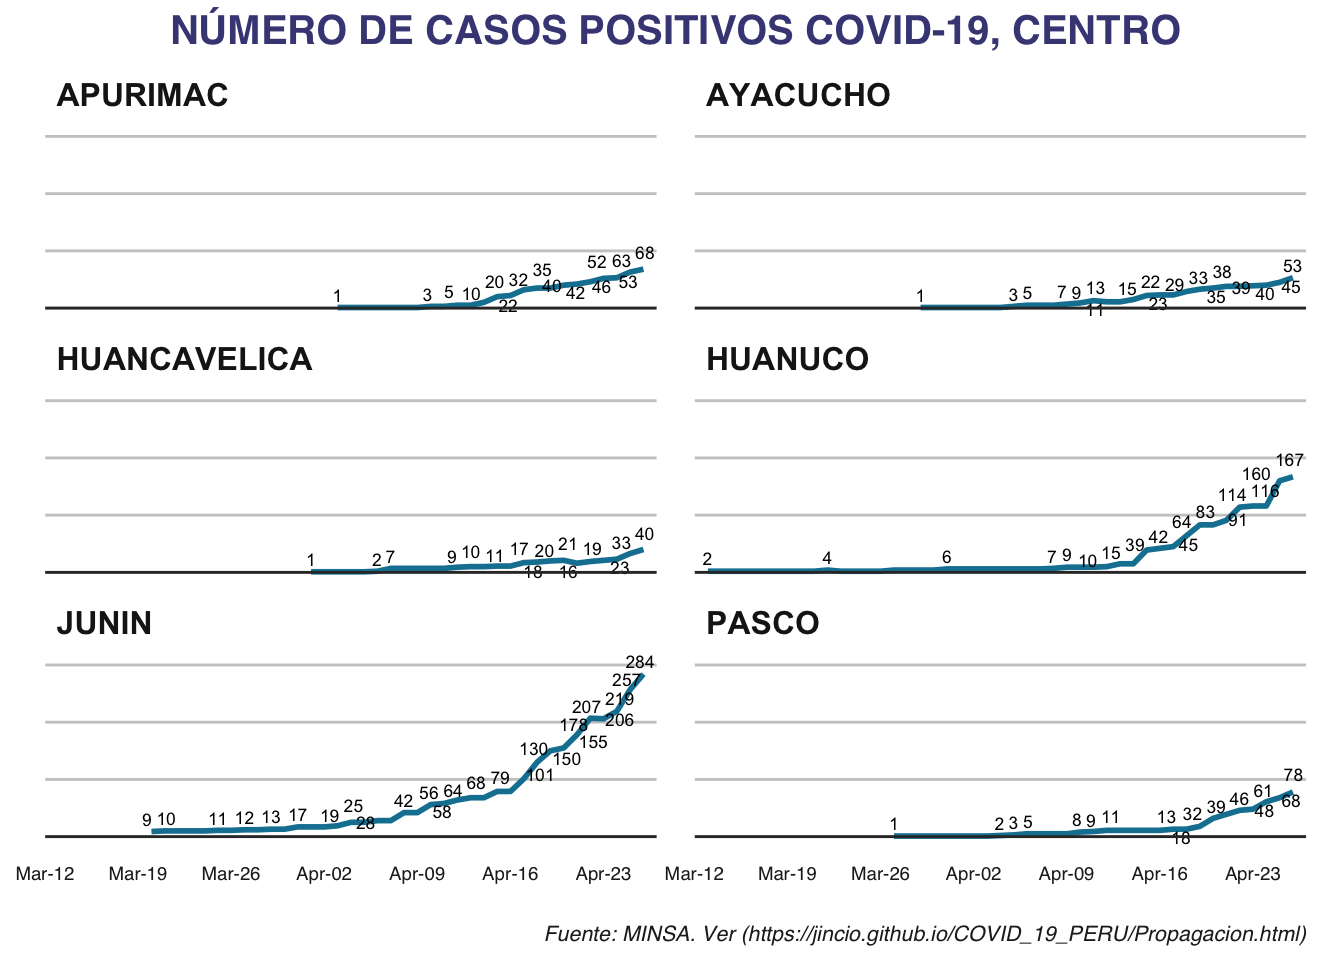 NÚMERO DE CASOS POSITIVOS COVID-19, CENTRO
APURIMAC
1 3 5 10 20 22 32 35 40 42 52 46 63 53 68
AYACUCHO
1 3 5 7 9 13 11 15 22 23 29 33 35 38 39 40 45 53
HUANCAVELICA
1 2 7 9 10 11 17 18 20 21 16 19 23 33 40
HUANUCO
2 4 6 7 9 10 15 39 42 45 64 83 91 114 116 160 167
JUNIN
9 10 11 12 13 17 19 25 28 42 56 58 64 68 79 101 130 150 155 178 207 206 219 257 284
PASCO
1 2 3 5 8 9 11 13 18 32 39 46 48 61 68 78
Mar-12 Mar-19 Mar-26 Apr-02 Apr-09 Apr-16 Apr-23 Mar-12 Mar-19 Mar-26 Apr-02 Apr-09 Apr-16 Apr-23
Fuente: MINSA. Ver (https://jincio.github.io/COVID_19_PERU/Propagacion.html)